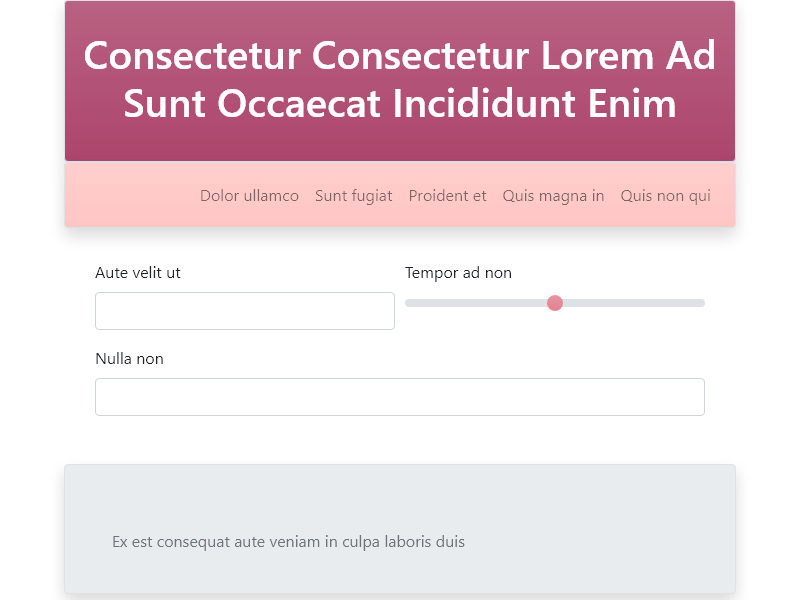 Consectetur Consectetur Lorem Ad
Sunt Occaecat Incididunt Enim
Dolor ullamco Sunt fugiat Proident et Quis magna in Quis non qui
Aute velit ut Tempor ad non
Nulla non
Ex est consequat aute veniam in culpa laboris duis